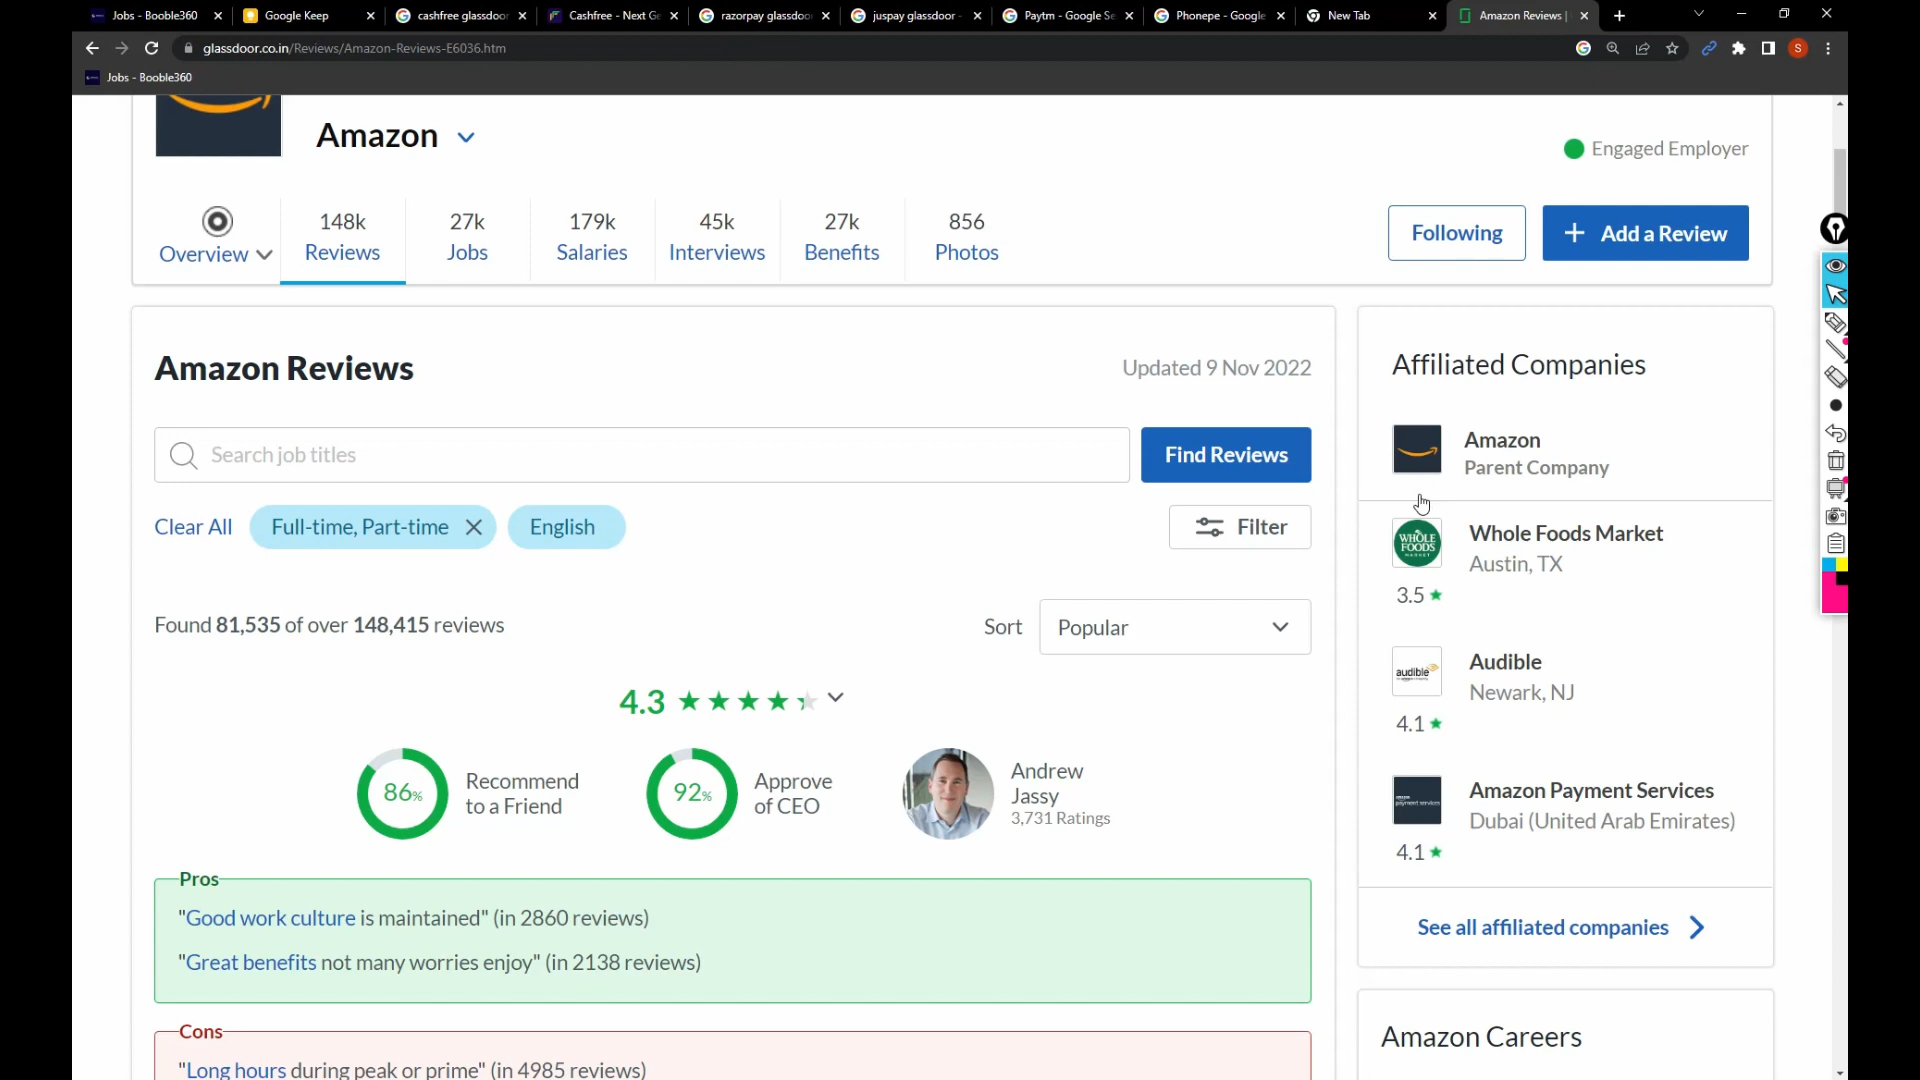 Jobs - Booble360
Google Keep
cashfree glassdoor
Cashfree - Next Ge
razorpay glassdoor
juspay glassdoor -
Paytm - Google Se
Phonepe - Google
New Tab
Amazon Reviews |
glassdoor.co.in/Reviews/Amazon-Reviews-E6036.htm
S
Jobs - Booble360
Amazon
Engaged Employer
Overview
148k
Reviews
27k
Jobs
179k
Salaries
45k
Interviews
27k
Benefits
856
Photos
Following
+ Add a Review
Amazon Reviews
Updated 9 Nov 2022
Search job titles
Find Reviews
Clear All
Full-time, Part-time
English
Filter
Found 81,535 of over 148,415 reviews
Sort
Popular
4.3
86%
Recommend
to a Friend
92%
Approve
of CEO
Andrew
Jassy
3,731 Ratings
Pros
"Good work culture is maintained" (in 2860 reviews)
"Great benefits not many worries enjoy" (in 2138 reviews)
Cons
"Long hours during peak or prime" (in 4985 reviews)
Affiliated Companies
Amazon
Parent Company
WHOLE
FOODS
MARKET
Whole Foods Market
Austin, TX
3.5
audible
Audible
Newark, NJ
4.1
amazon
payment services
Amazon Payment Services
Dubai (United Arab Emirates)
4.1
See all affiliated companies
Amazon Careers